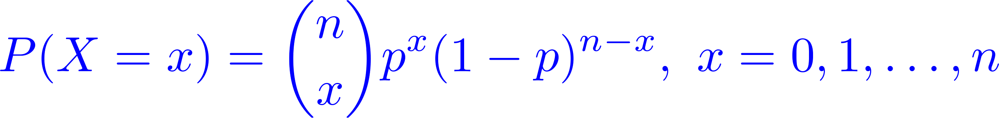 P(X = x) = \binom{n}{x} p^x (1 - p)^{n-x}, x = 0, 1, . . . , n